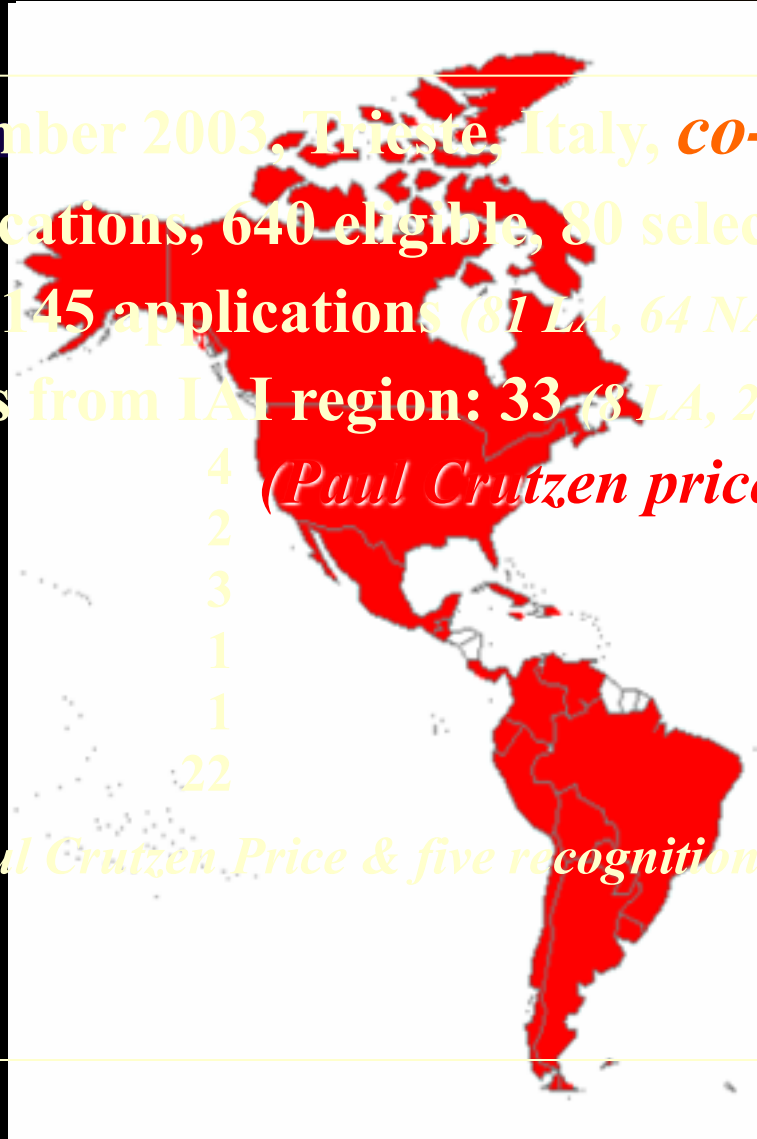 mber 2003, Trieste, Italy, co-
cations, 640 eligible, 80 selec
145 applications (81 LA, 64 NA
s from IAI region: 33 (8 LA, 2
4 (Paul Crutzen price
2
3
1
1
22
ul Crutzen Price & five recognition